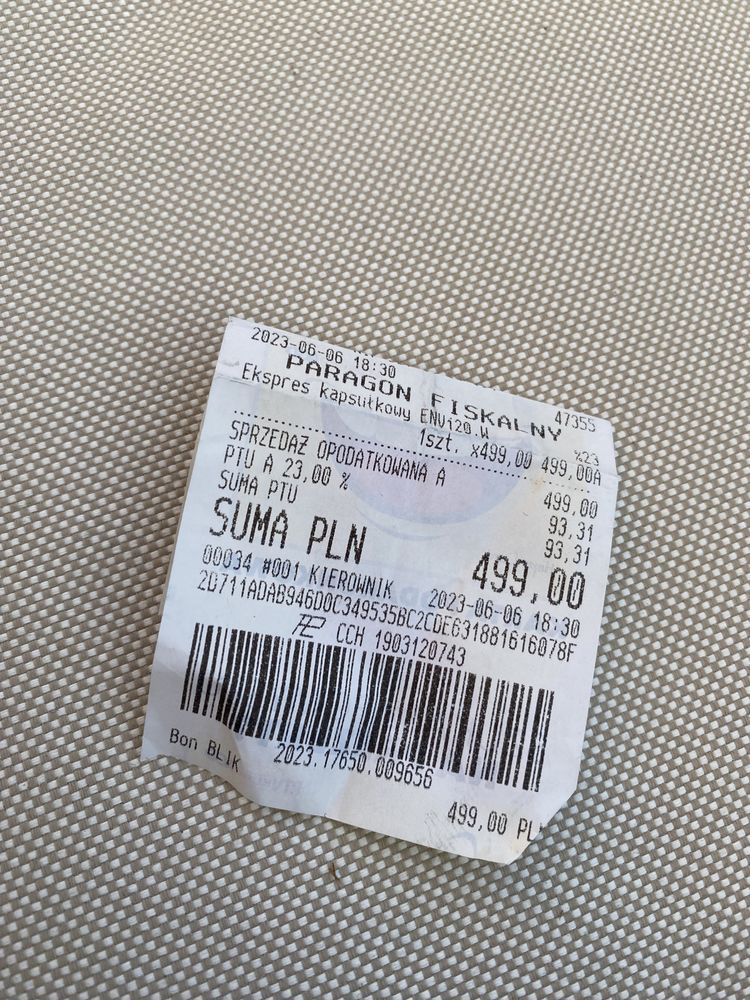 2023-06-06 18:30 47355
PARAGON FISKALNY
Ekspres kapsułkowy ENV120.W %23
1szt. x499,00 499,00A
SPRZEDAŻ OPODATKOWANA A 499,00
PTU A 23,00 % 93,31
SUMA PTU 93,31
SUMA PLN 499,00
00034 #001 KIEROWNIK 2023-06-06 18:30
2D711ADAB946D0C349535BC2CDE631881616078F
CCH 1903120743
2023.17650.009656
Bon BLIK 499,00 PL